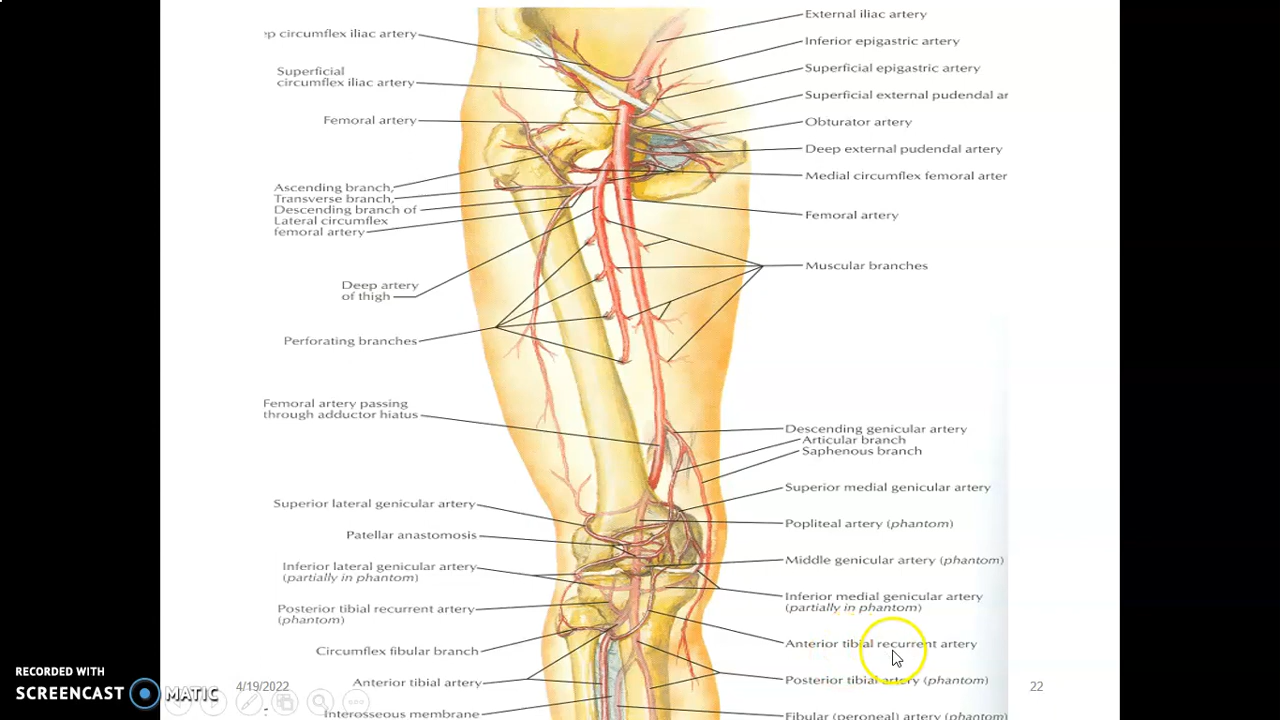 ep circumflex iliac artery
Superficial
circumflex iliac artery
Femoral artery
Ascending branch,
Transverse branch,
Descending branch of
Lateral circumflex
femoral artery
Deep artery
of thigh
Perforating branches
Femoral artery passing
through adductor hiatus
Superior lateral genicular artery
Patellar anastomosis
Inferior lateral genicular artery
(partially in phantom)
Posterior tibial recurrent artery
(phantom)
Circumflex fibular branch
Anterior tibial artery
Interosseous membrane
External iliac artery
Inferior epigastric artery
Superficial epigastric artery
Superficial external pudendal ar
Obturator artery
Deep external pudendal artery
Medial circumflex femoral arter
Femoral artery
Muscular branches
Descending genicular artery
Articular branch
Saphenous branch
Superior medial genicular artery
Popliteal artery (phantom)
Middle genicular artery (phantom)
Inferior medial genicular artery
(partially in phantom)
Anterior tibial recurrent artery
Posterior tibial artery (phantom)
Fibular (peroneal) artery (phantom
4/19/2022
22
RECORDED WITH
SCREENCAST MATIC